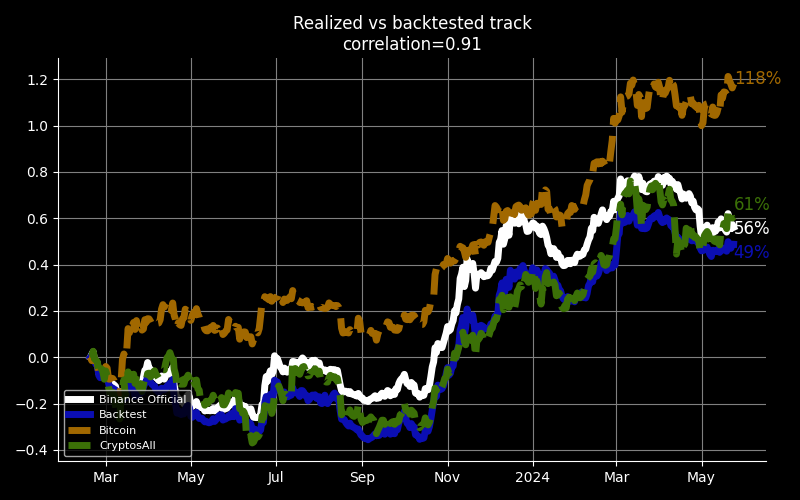 Realized vs backtested track
correlation=0.91
1.2
1.0
0.8
0.6
0.4
0.2
0.0
−0.2
−0.4
118%
61%
56%
49%
Binance Official
Backtest
Bitcoin
CryptosAll
Mar
May
Jul
Sep
Nov
2024
Mar
May